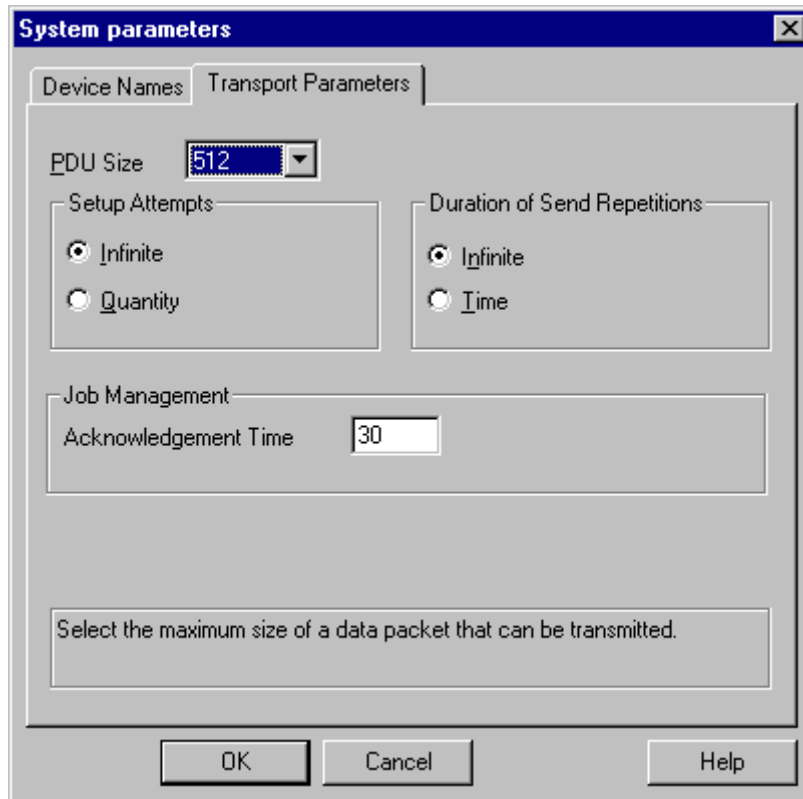 System parameters
Device Names
Transport Parameters
PDU Size
512
Setup Attempts
Infinite
Quantity
Duration of Send Repetitions
Infinite
Time
Job Management
Acknowledgement Time
30
Select the maximum size of a data packet that can be transmitted.
OK
Cancel
Help